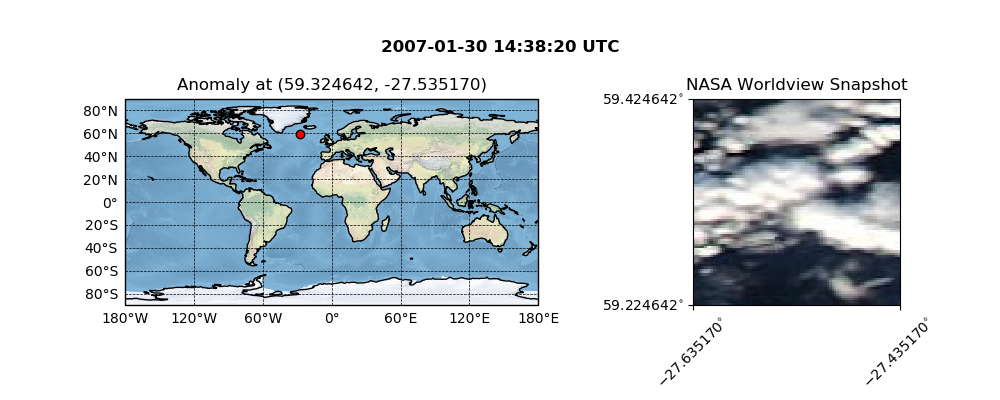 2007-01-30 14:38:20 UTC
Anomaly at (59.324642, -27.535170)
NASA Worldview Snapshot
80°N
60°N
40°N
20°N
0°
20°S
40°S
60°S
80°S
180°W 120°W 60°W 0° 60°E 120°E 180°E
59.424642°
59.224642°
−27.635170°
−27.435170°